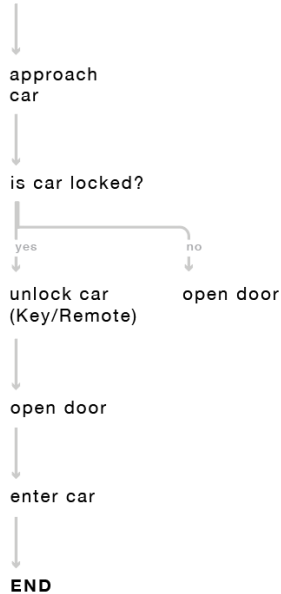 approach
car
is car locked?
yes
no
unlock car
(Key/Remote)
open door
open door
enter car
END